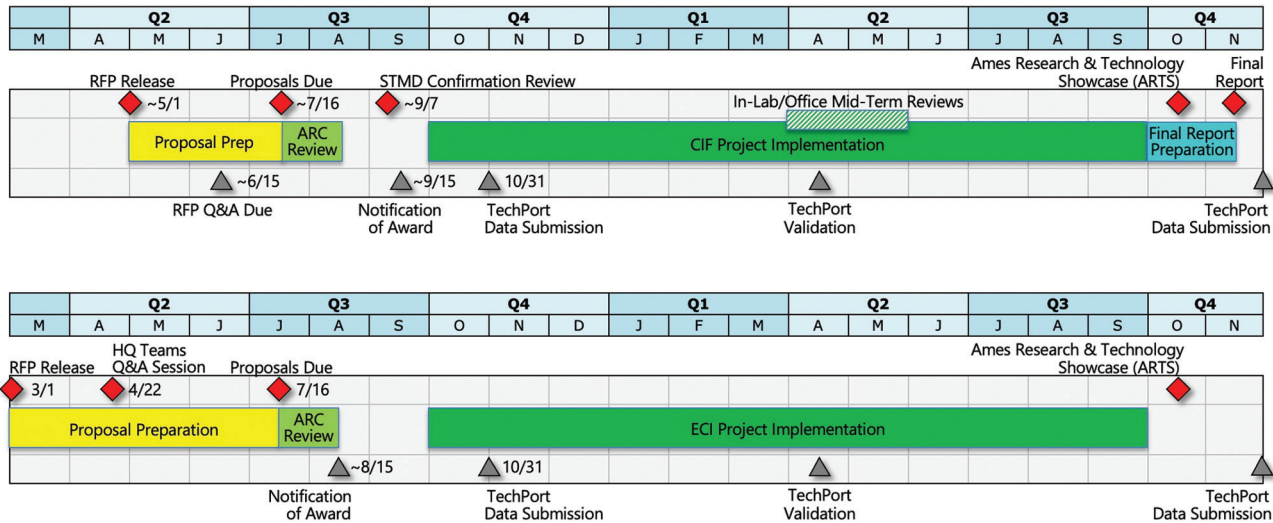 Q2 Q3 Q4 Q1 Q2 Q3 Q4
M A M J J A S O N D J F M A M J J A S O N
Ames Research & Technology Final
RFP Release Proposals Due STMD Confirmation Review Showcase (ARTS) Report
~5/1 ~7/16 ~9/7 In-Lab/Office Mid-Term Reviews
Proposal Prep ARC CIF Project Implementation Final Report
Review Preparation
~6/15 ~9/15 10/31
RFP Q&A Due Notification TechPort TechPort TechPort
of Award Data Submission Validation Data Submission
Q2 Q3 Q4 Q1 Q2 Q3 Q4
M A M J J A S O N D J F M A M J J A S O N
HQ Teams Ames Research & Technology
RFP Release Q&A Session Proposals Due Showcase (ARTS)
3/1 4/22 7/16
Proposal Preparation ARC ECI Project Implementation
Review
~8/15 10/31
Notification TechPort TechPort TechPort
of Award Data Submission Validation Data Submission